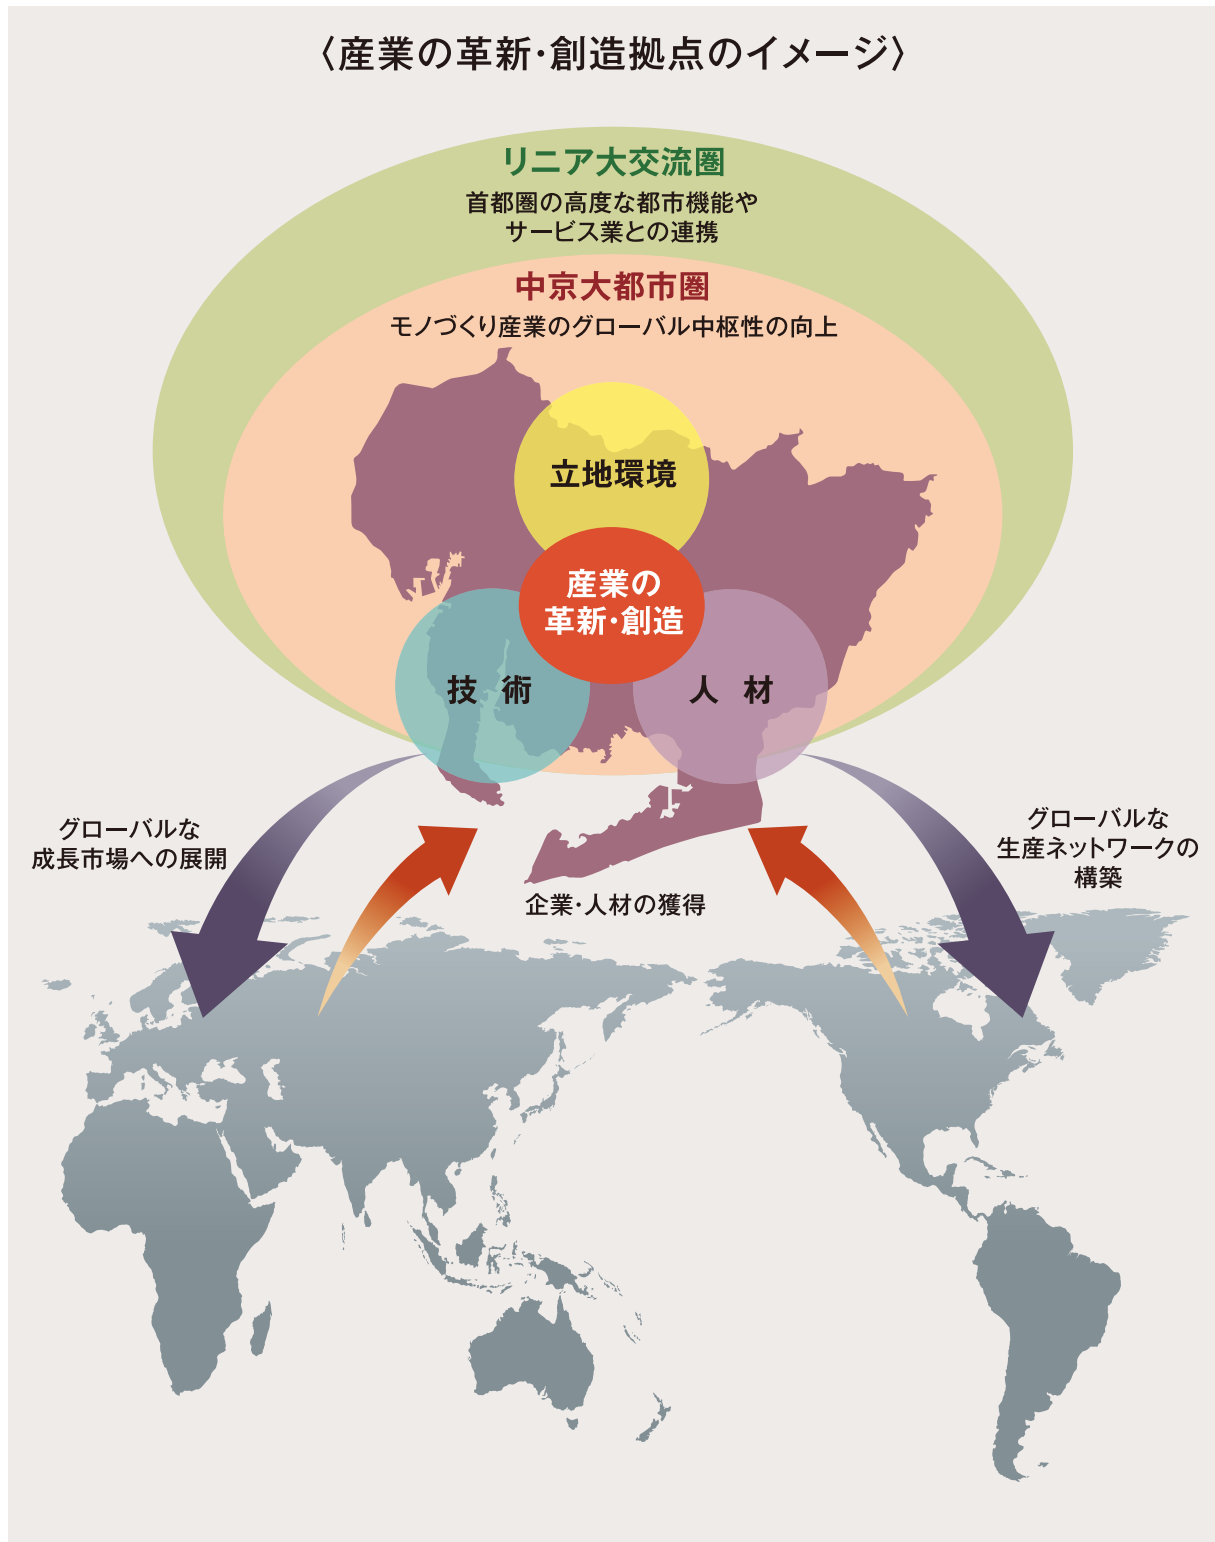 〈産業の革新・創造拠点のイメージ〉
リニア大交流圏
首都圏の高度な都市機能や
サービス業との連携
中京大都市圏
モノづくり産業のグローバル中枢性の向上
立地環境
産業の
革新・創造
技 術
人 材
グローバルな
成長市場への展開
グローバルな
生産ネットワークの
構築
企業・人材の獲得